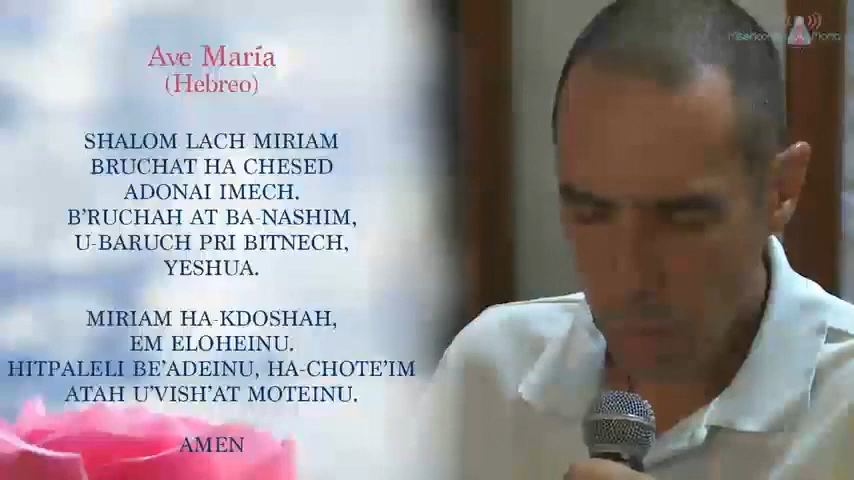 Ave María
(Hebreo)
SHALOM LACH MIRIAM
BRUCHAT HA CHESED
ADONAI IMECH.
B'RUCHAH AT BA-NASHIM,
U-BARUCH PRI BITNECH,
YESHUA.
MIRIAM HA-KDOSHAH,
EM ELOHEINU.
HITPALELI BE'ADEINU, HA-CHOTE'IM
ATAH U'VISH'AT MOTEINU.
AMEN